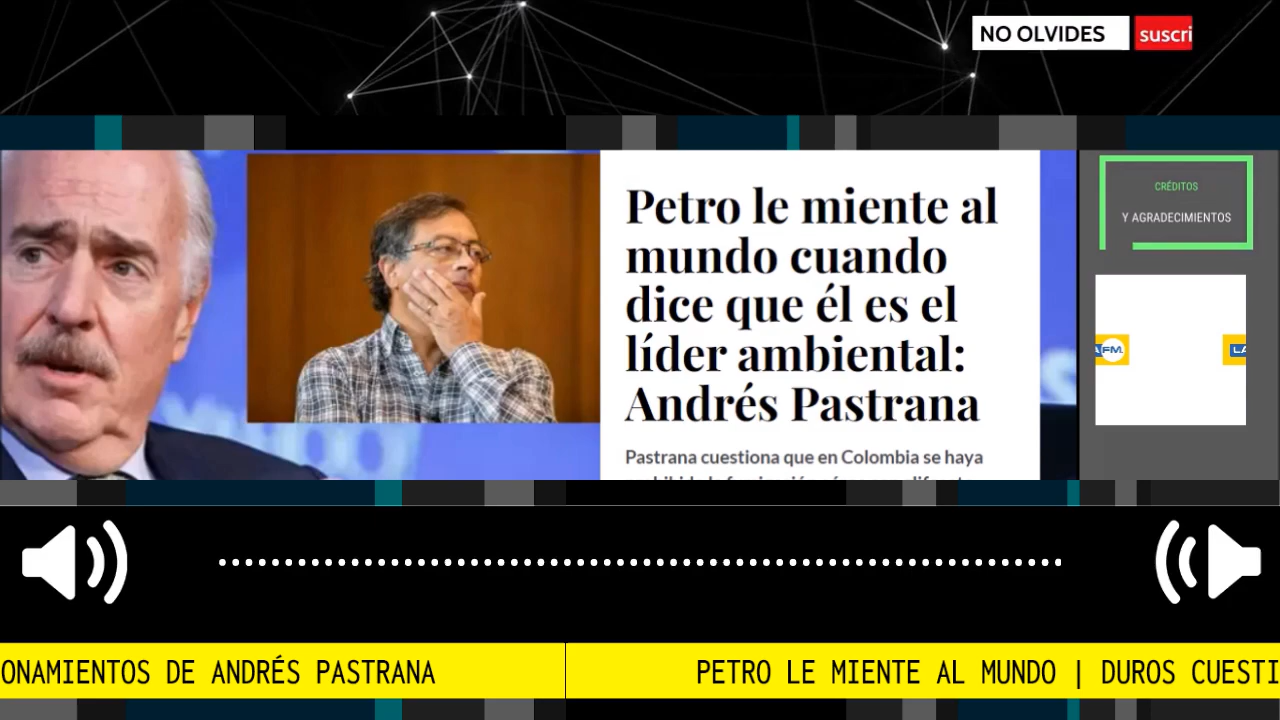 NO OLVIDES
suscri
Petro le miente al
mundo cuando
dice que él es el
líder ambiental:
Andrés Pastrana
Pastrana cuestiona que en Colombia se haya
CRÉDITOS
Y AGRADECIMIENTOS
FM
LA
ONAMIENTOS DE ANDRÉS PASTRANA
PETRO LE MIENTE AL MUNDO | DUROS CUESTI